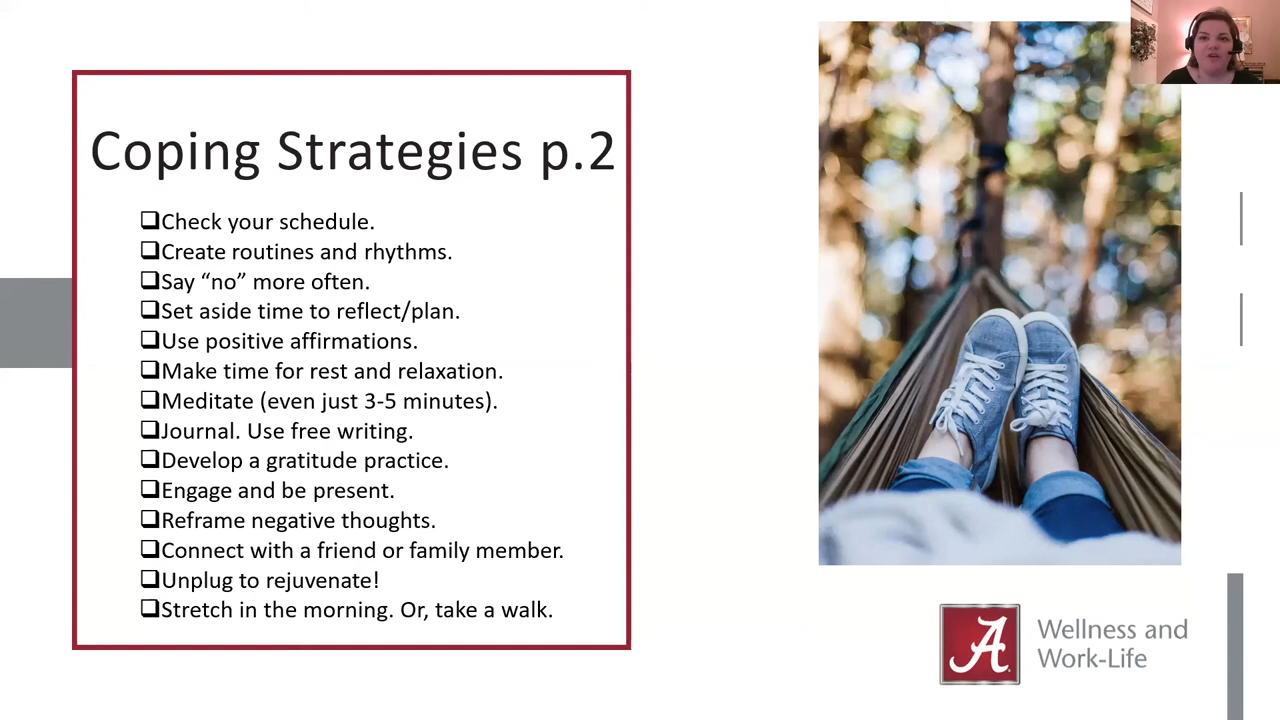 Coping Strategies p.2
❑Check your schedule.
❑Create routines and rhythms.
❑Say “no” more often.
❑Set aside time to reflect/plan.
❑Use positive affirmations.
❑Make time for rest and relaxation.
❑Meditate (even just 3-5 minutes).
❑Journal. Use free writing.
❑Develop a gratitude practice.
❑Engage and be present.
❑Reframe negative thoughts.
❑Connect with a friend or family member.
❑Unplug to rejuvenate!
❑Stretch in the morning. Or, take a walk.
A
Wellness and
Work-Life